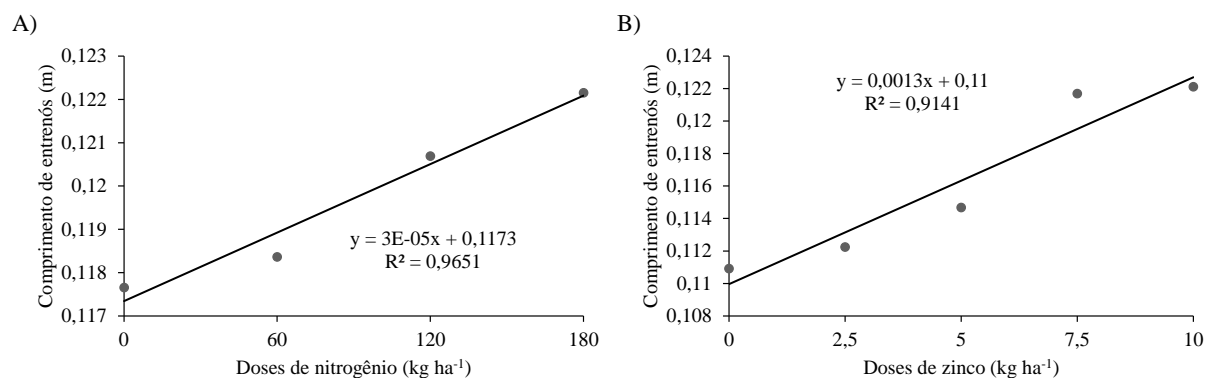 A)
Comprimento de entrenós (m)
0,123
0,122
0,121
0,12
0,119
0,118
0,117
y = 3E-05x + 0,1173
R² = 0,9651
0 60 120 180
Doses de nitrogênio (kg ha⁻¹)
B)
Comprimento de entrenós (m)
0,124
0,122
0,12
0,118
0,116
0,114
0,112
0,11
0,108
y = 0,0013x + 0,11
R² = 0,9141
0 2,5 5 7,5 10
Doses de zinco (kg ha⁻¹)